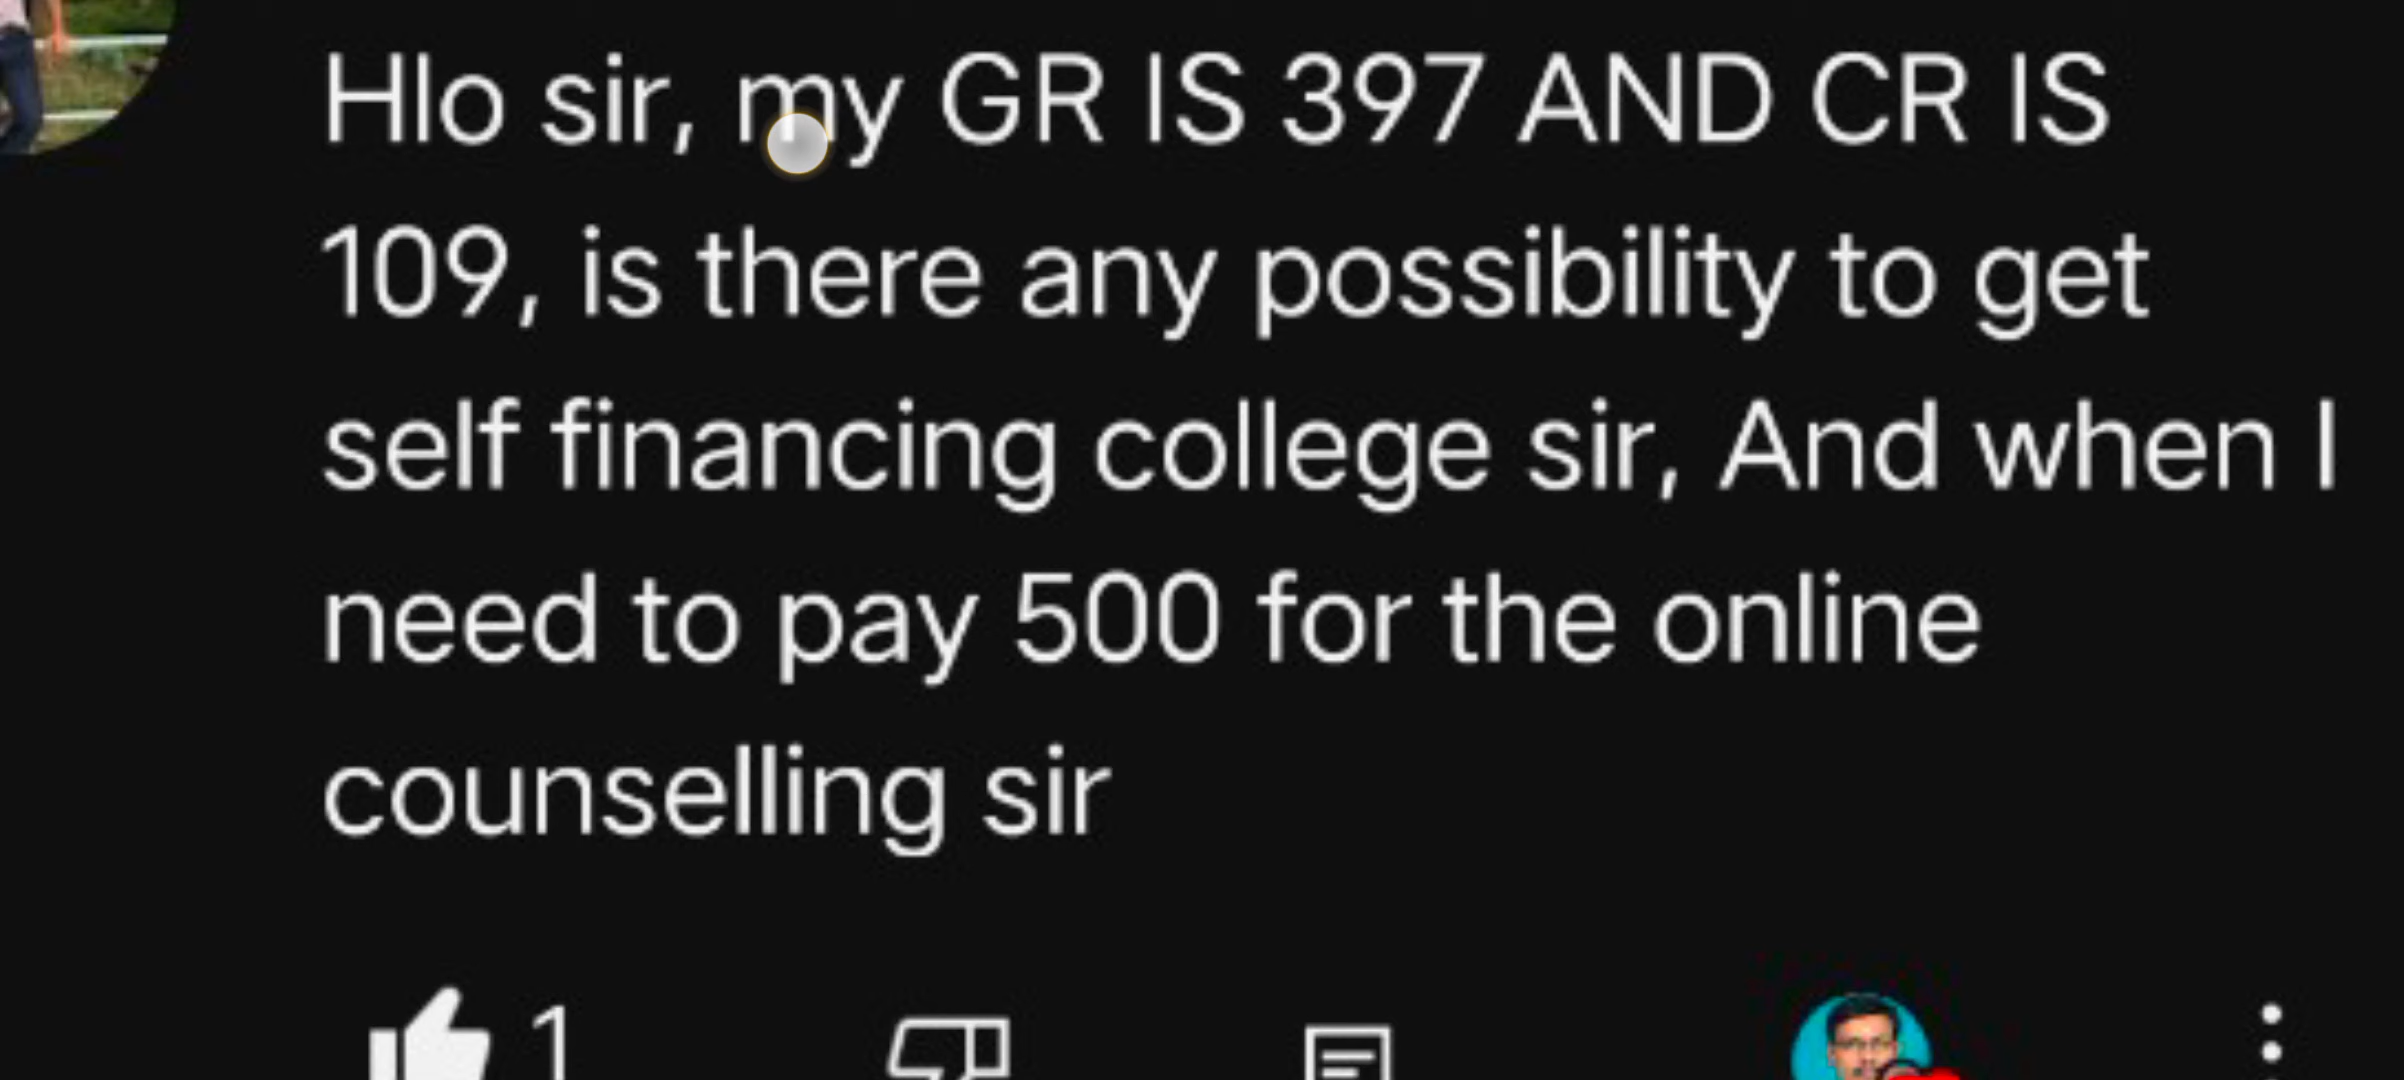 Hlo sir, my GR IS 397 AND CR IS
109, is there any possibility to get
self financing college sir, And when I
need to pay 500 for the online
counselling sir
1